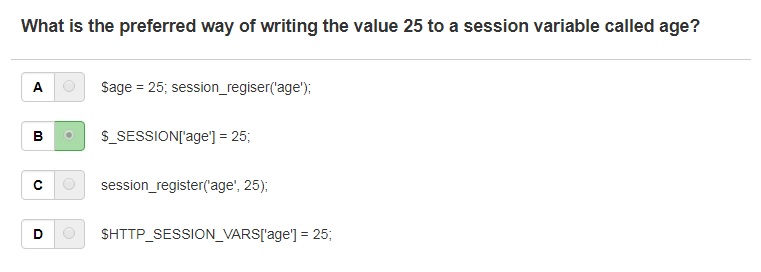 What is the preferred way of writing the value 25 to a session variable called age?
A $age = 25; session_regiser('age');
B $_SESSION['age'] = 25;
C session_register('age', 25);
D $HTTP_SESSION_VARS['age'] = 25;